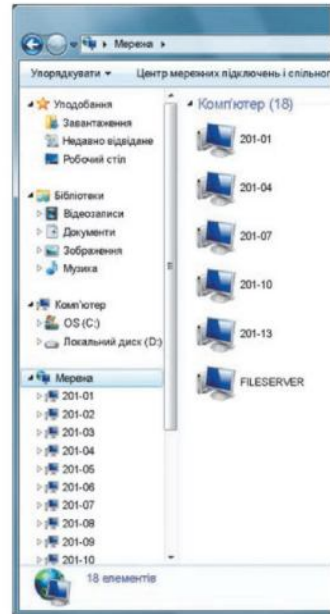 Мережа
Упорядкувати Центр мережних підключень і спільног
Уподобання
Завантаження
Недавно відвідане
Робочий стіл
Бібліотеки
Відеозаписи
Документи
Зображення
Музика
Комп'ютер
OS (C:)
Локальний диск (D:)
Мережа
201-01
201-02
201-03
201-04
201-05
201-06
201-07
201-08
201-09
201-10
Комп'ютер (18)
201-01
201-04
201-07
201-10
201-13
FILESERVER
18 елементів